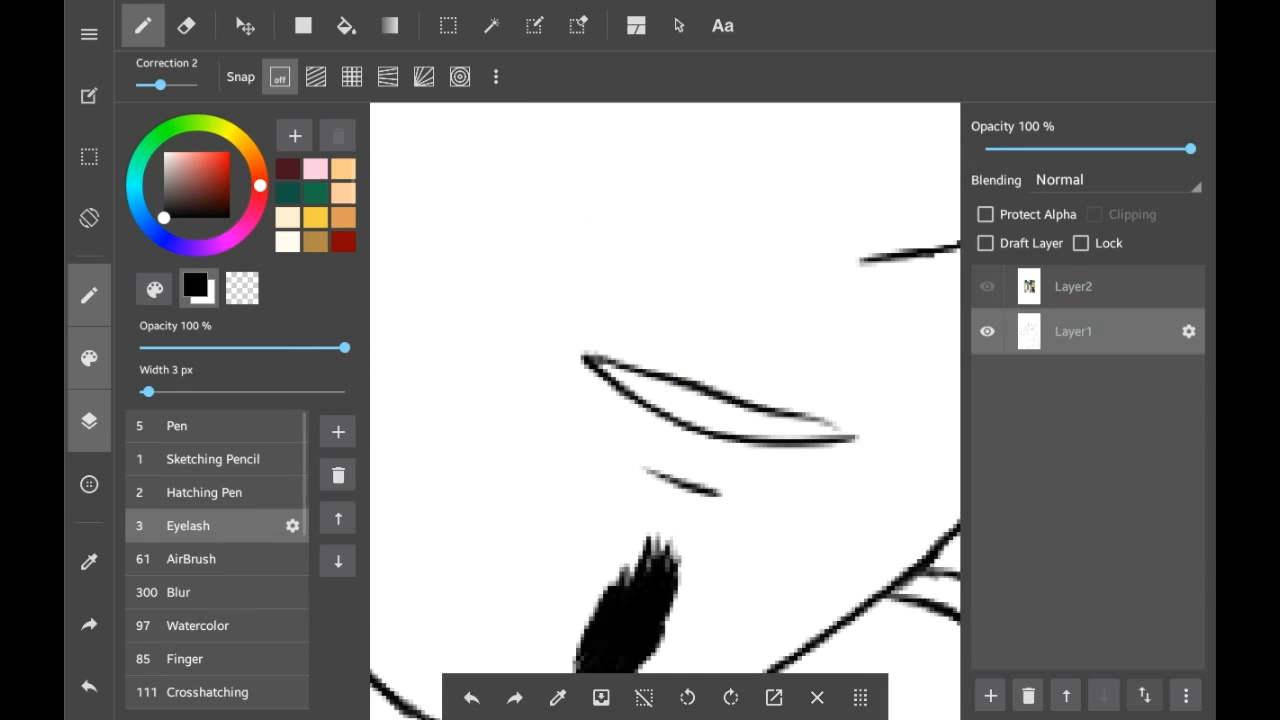 Aa
Correction 2
Snap
off
Opacity 100 %
Width 3 px
5 Pen
1 Sketching Pencil
2 Hatching Pen
3 Eyelash
61 AirBrush
300 Blur
97 Watercolor
85 Finger
111 Crosshatching
Opacity 100 %
Blending Normal
Protect Alpha Clipping
Draft Layer Lock
Layer2
Layer1